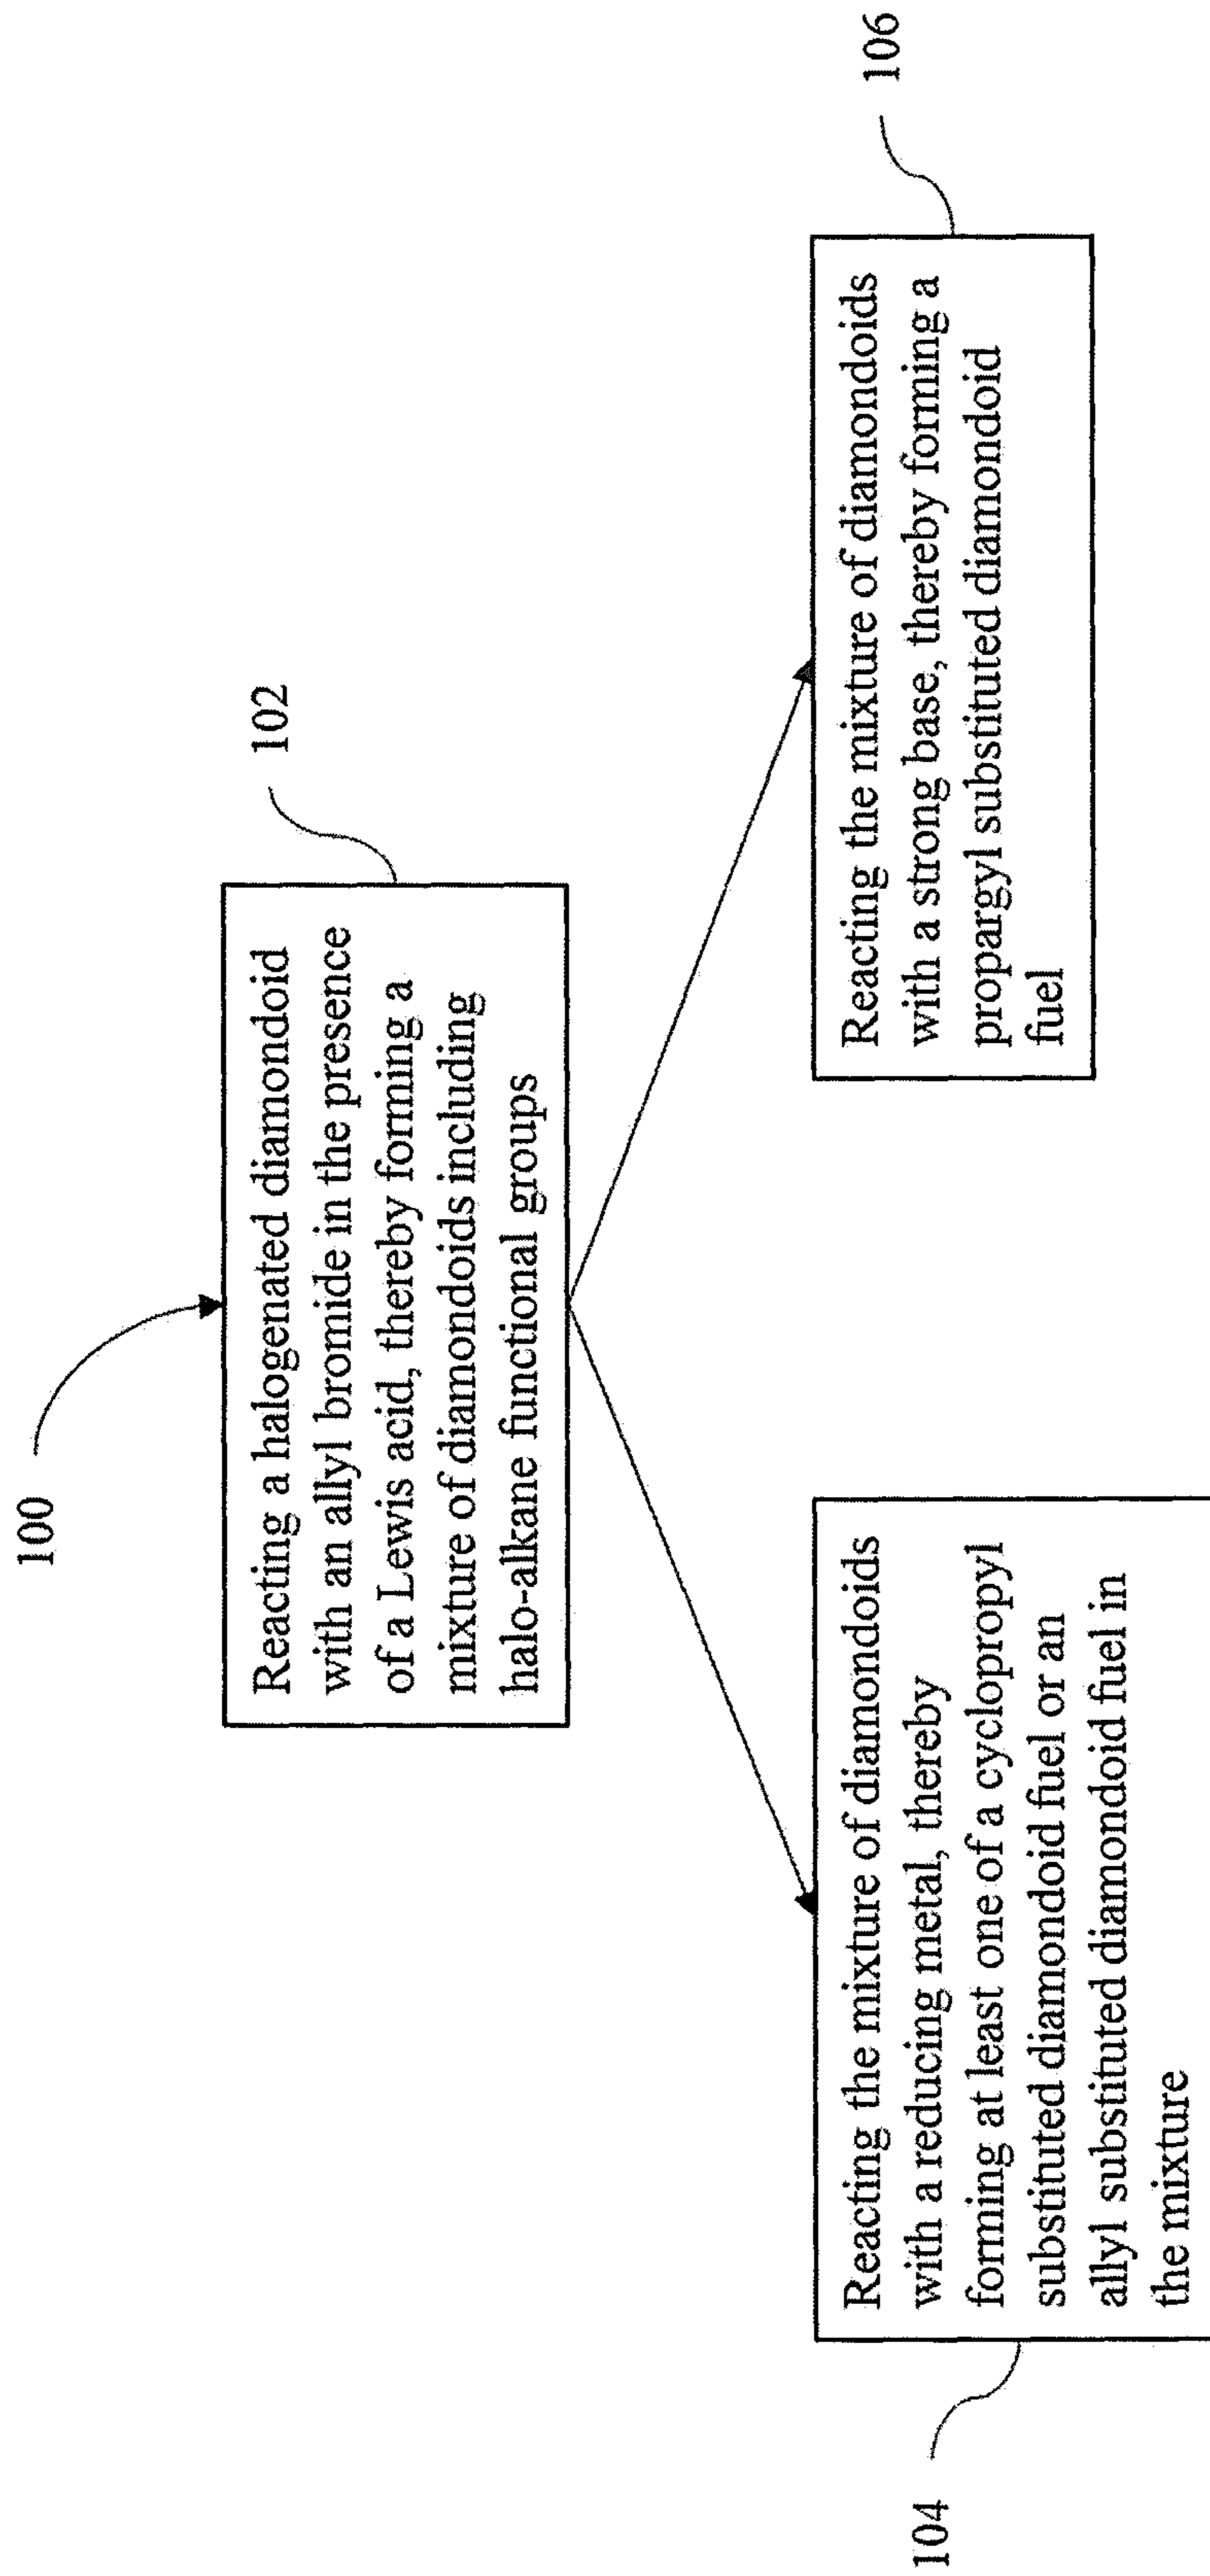 100
102
Reacting a halogenated diamondoid
with an allyl bromide in the presence
of a Lewis acid, thereby forming a
mixture of diamondoids including
halo-alkane functional groups
104
Reacting the mixture of diamondoids
with a reducing metal, thereby
forming at least one of a cyclopropyl
substituted diamondoid fuel or an
allyl substituted diamondoid fuel in
the mixture
106
Reacting the mixture of diamondoids
with a strong base, thereby forming a
propargyl substituted diamondoid
fuel